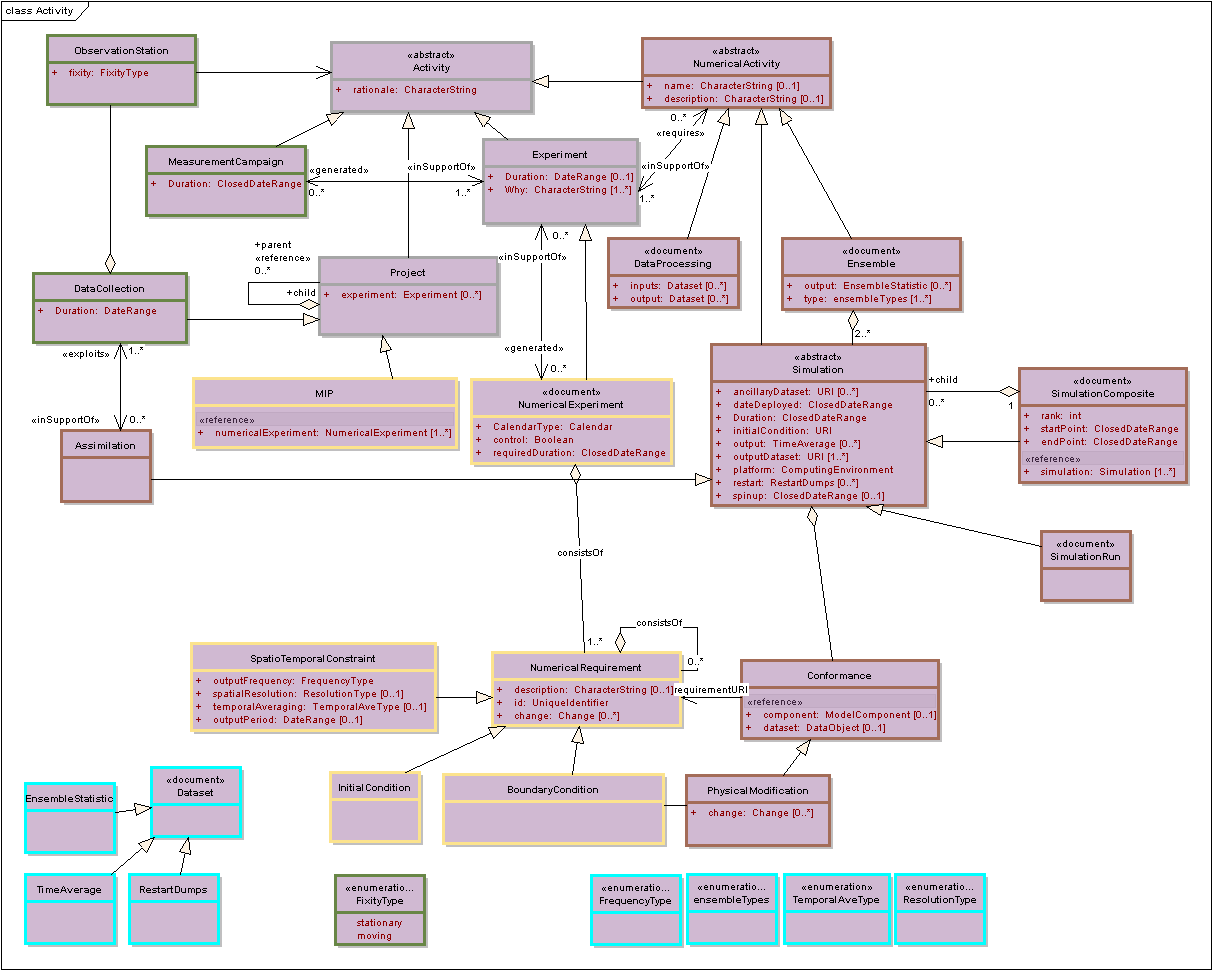 class Activity
ObservationStation
+ fixity: FixityType
«abstract»
Activity
+ rationale: CharacterString
«abstract»
NumericalActivity
+ name: CharacterString [0..1]
+ description: CharacterString [0..1]
0..*
«requires»
«inSupportOf»
1..*
MeasurementCampaign
+ Duration: ClosedDateRange
«generated»
0..*
«inSupportOf»
1..*
Experiment
+ Duration: DateRange [0..1]
+ Why: CharacterString [1..*]
0..*
«inSupportOf»
«generated»
0..*
+parent
«reference»
0..*
+child
Project
+ experiment: Experiment [0..*]
«document»
DataProcessing
+ inputs: Dataset [0..*]
+ output: Dataset [0..*]
«document»
Ensemble
+ output: EnsembleStatistic [0..*]
+ type: ensembleTypes [1..*]
2..*
DataCollection
+ Duration: DateRange
«exploits»
1..*
«inSupportOf»
0..*
Assimilation
MIP
«reference»
+ numericalExperiment: NumericalExperiment [1..*]
«document»
NumericalExperiment
+ CalendarType: Calendar
+ control: Boolean
+ requiredDuration: ClosedDateRange
«abstract»
Simulation
+ ancillaryDataset: URI [0..*]
+ dateDeployed: ClosedDateRange
+ Duration: ClosedDateRange
+ initialCondition: URI
+ output: TimeAverage [0..*]
+ outputDataset: URI [1..*]
+ platform: ComputingEnvironment
+ restart: RestartDumps [0..*]
+ spinup: ClosedDateRange [0..1]
+child
0..*
1
«document»
SimulationComposite
+ rank: int
+ startPoint: ClosedDateRange
+ endPoint: ClosedDateRange
«reference»
+ simulation: Simulation [1..*]
«document»
SimulationRun
consistsOf
1..*
consistsOf
0..*
SpatioTemporalConstraint
+ outputFrequency: FrequencyType
+ spatialResolution: ResolutionType [0..1]
+ temporalAveraging: TemporalAveType [0..1]
+ outputPeriod: DateRange [0..1]
NumericalRequirement
+ description: CharacterString [0..1]
+ id: UniqueIdentifier
+ change: Change [0..*]
requirementURI
Conformance
«reference»
+ component: ModelComponent [0..1]
+ dataset: DataObject [0..1]
InitialCondition
BoundaryCondition
PhysicalModification
+ change: Change [0..*]
EnsembleStatistic
«document»
Dataset
TimeAverage
RestartDumps
«enumeratio...
FixityType
stationary
moving
«enumeratio...
FrequencyType
«enumeratio...
ensembleTypes
«enumeration»
TemporalAveType
«enumeratio...
ResolutionType